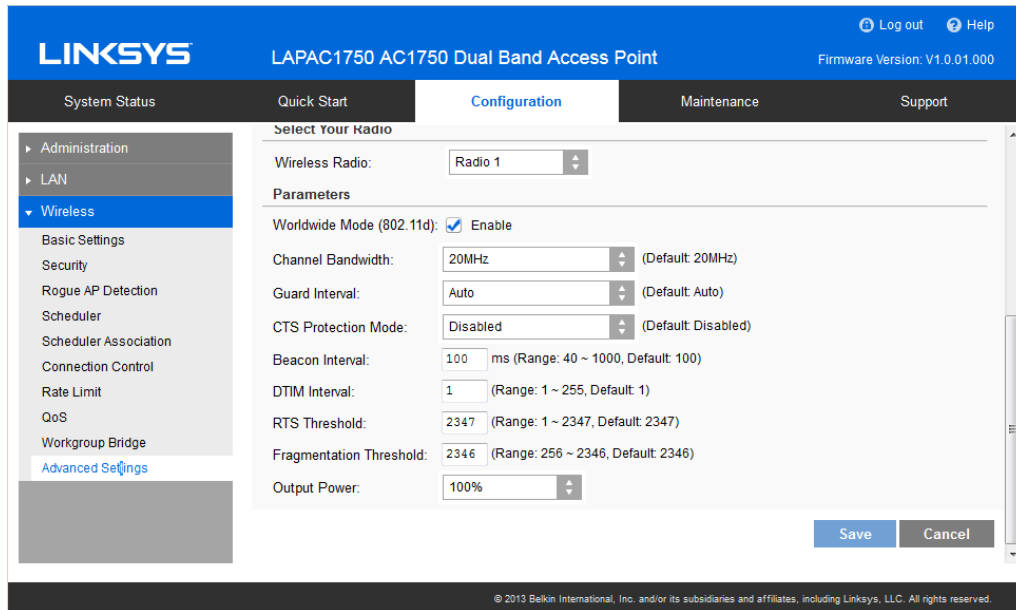 Log out Help
LINKSYS LAPAC1750 AC1750 Dual Band Access Point Firmware Version: V1.0.01.000
System Status Quick Start Configuration Maintenance Support
Administration
LAN
Wireless
Basic Settings
Security
Rogue AP Detection
Scheduler
Scheduler Association
Connection Control
Rate Limit
QoS
Workgroup Bridge
Advanced Settings
Select Your Radio
Wireless Radio: Radio 1
Parameters
Worldwide Mode (802.11d): Enable
Channel Bandwidth: 20MHz (Default: 20MHz)
Guard Interval: Auto (Default: Auto)
CTS Protection Mode: Disabled (Default: Disabled)
Beacon Interval: 100 ms (Range: 40 ~ 1000, Default: 100)
DTIM Interval: 1 (Range: 1 ~ 255, Default: 1)
RTS Threshold: 2347 (Range: 1 ~ 2347, Default: 2347)
Fragmentation Threshold: 2346 (Range: 256 ~ 2346, Default: 2346)
Output Power: 100%
Save Cancel
© 2013 Belkin International, Inc. and/or its subsidiaries and affiliates, including Linksys, LLC. All rights reserved.